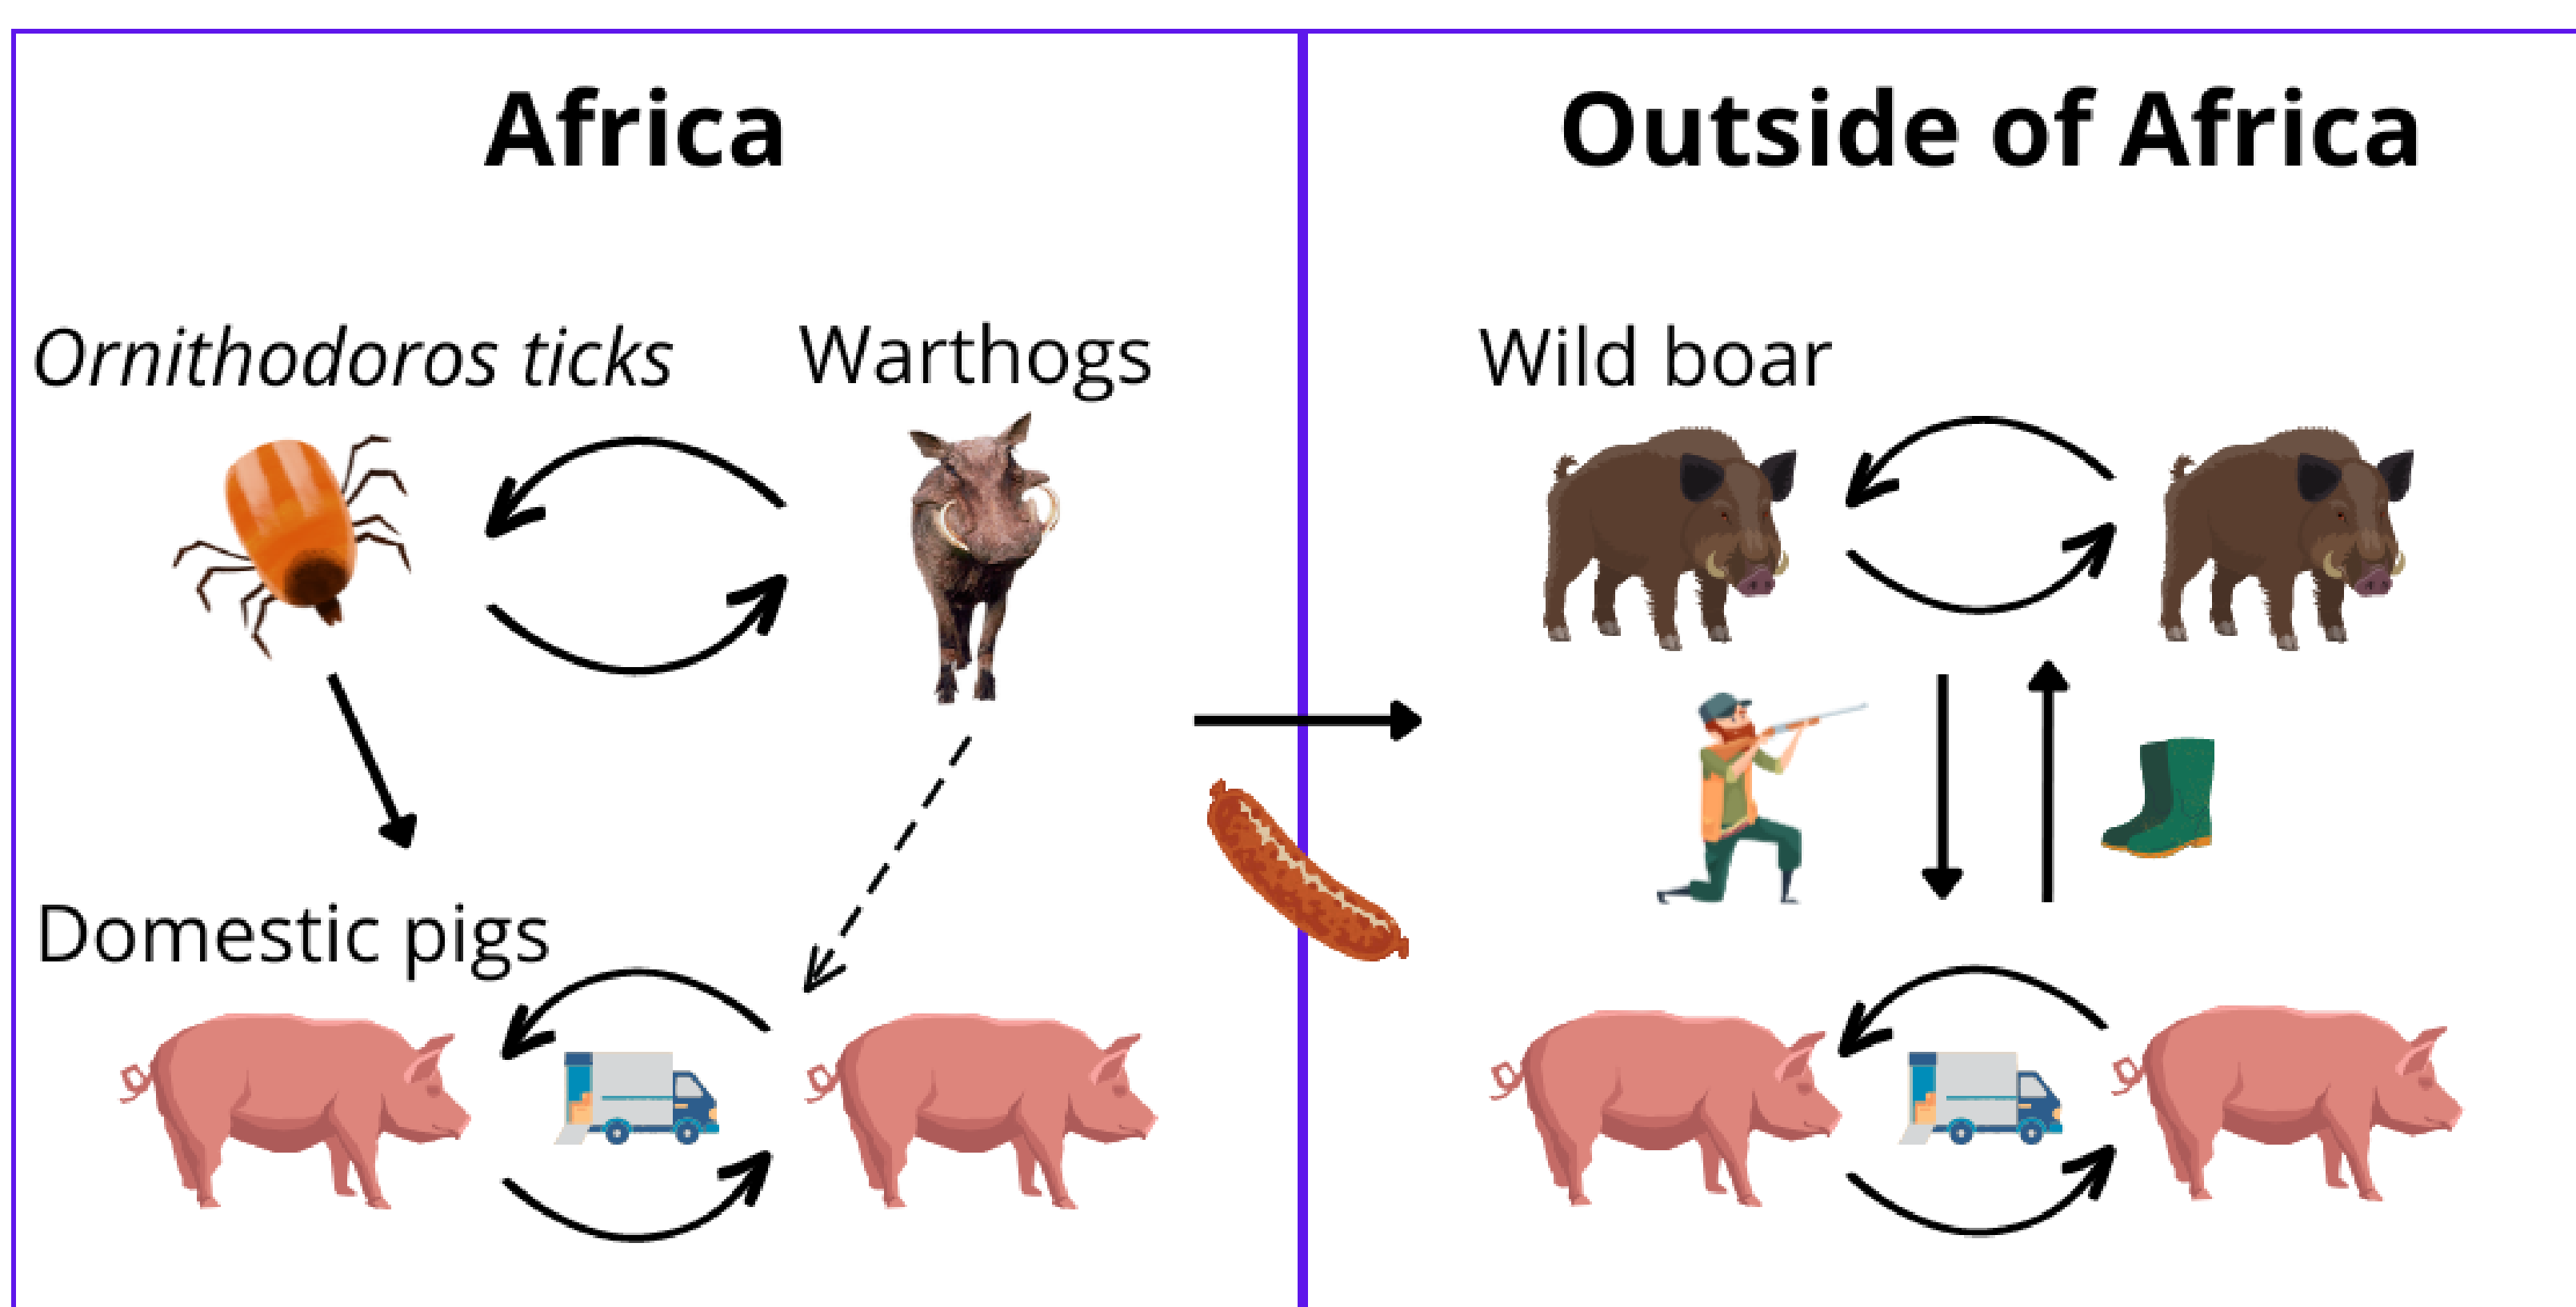 Africa
Outside of Africa
Ornithodoros ticks
Warthogs
Wild boar
Domestic pigs